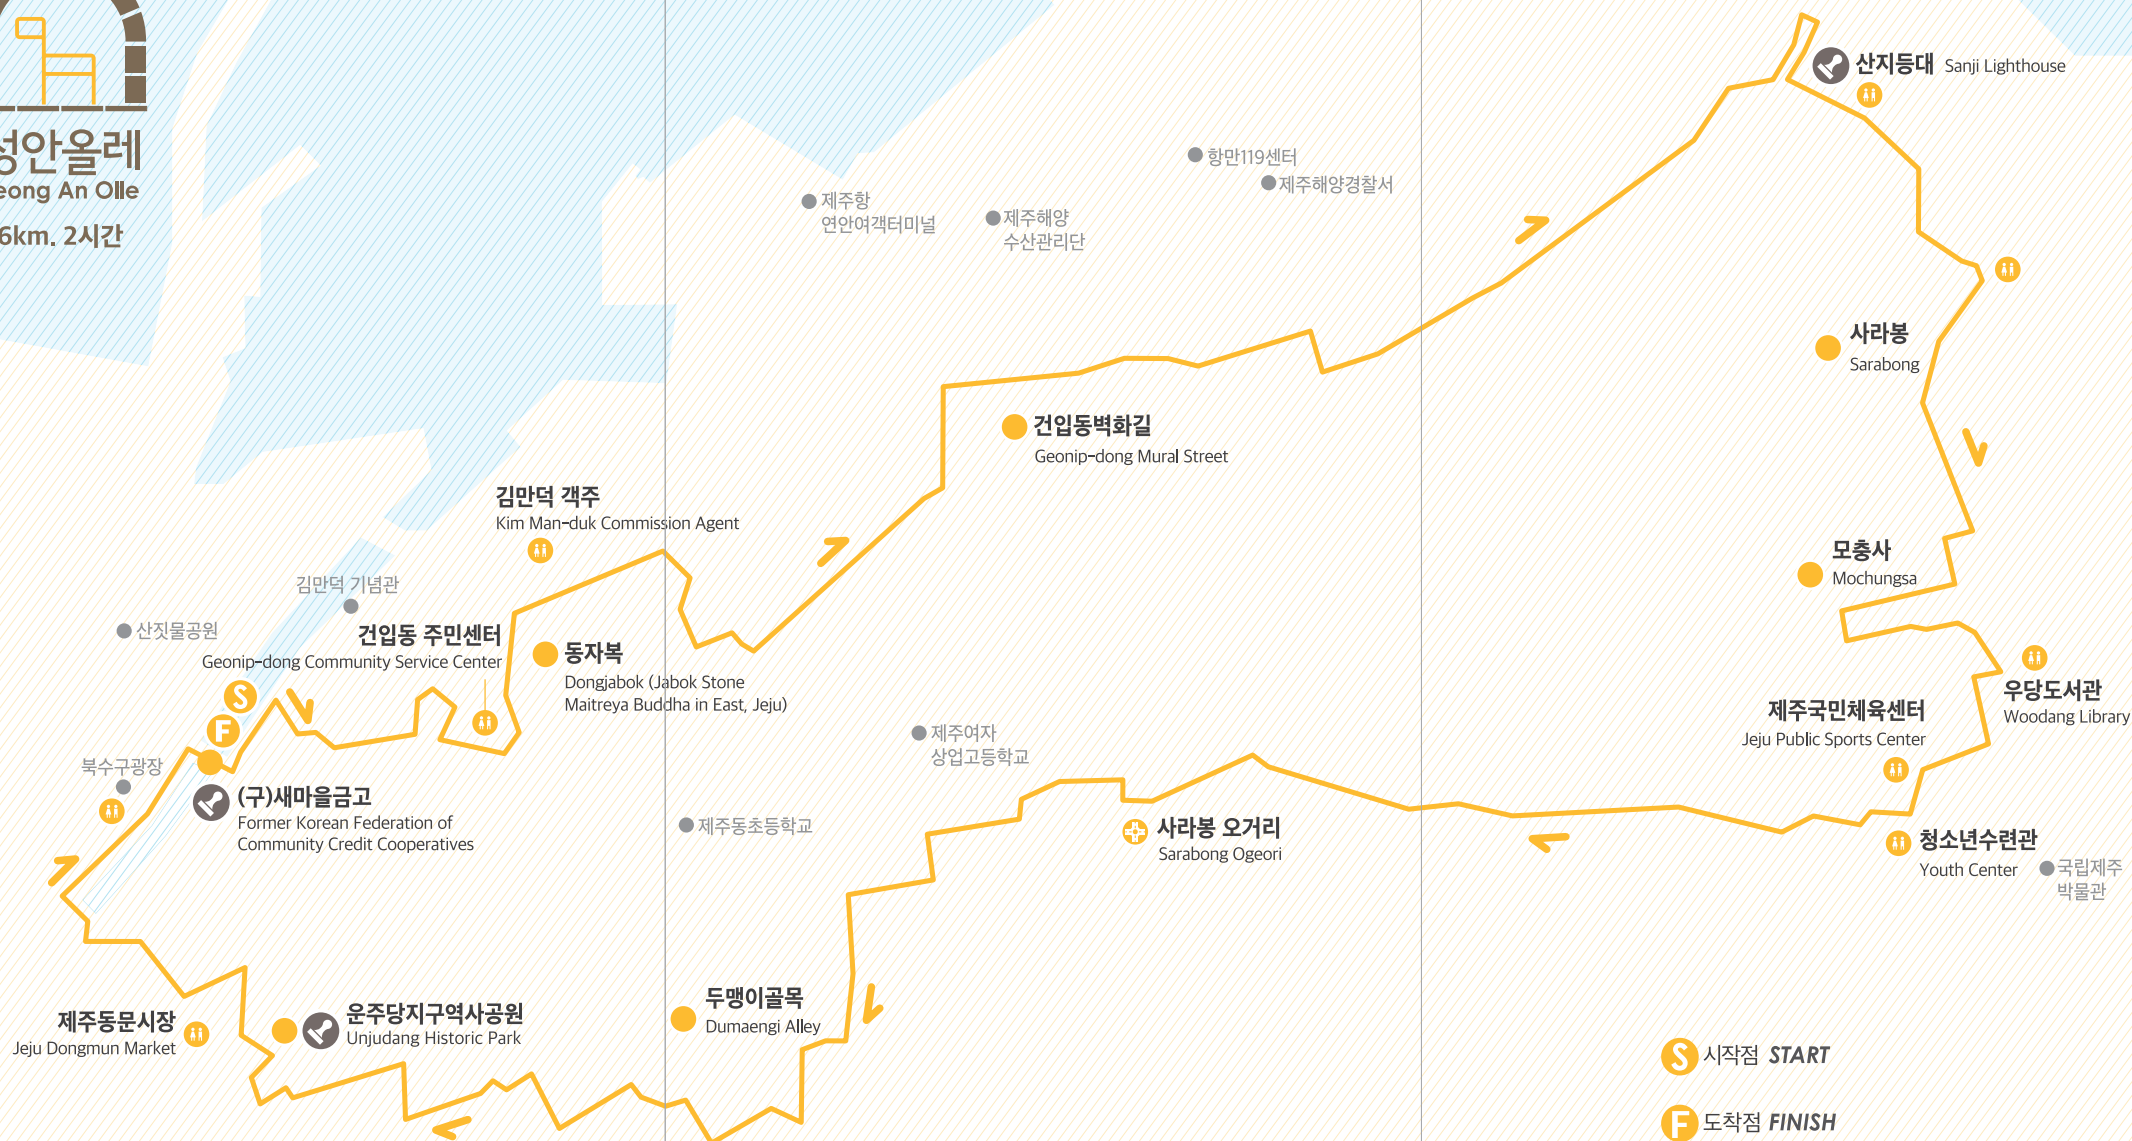 성안올레
eong An Olle
6km. 2시간
산지등대 Sanji Lighthouse
항만119센터
제주해양경찰서
제주항
연안여객터미널
제주해양
수산관리단
사라봉
Sarabong
건입동벽화길
Geonip-dong Mural Street
김만덕 객주
Kim Man-duk Commission Agent
모충사
Mochungsa
김만덕 기념관
산짓물공원
건입동 주민센터
Geonip-dong Community Service Center
동자복
Dongjabok (Jabok Stone
Maitreya Buddha in East, Jeju)
우당도서관
Woodang Library
제주국민체육센터
Jeju Public Sports Center
S
F
제주여자
상업고등학교
북수구광장
(구)새마을금고
Former Korean Federation of
Community Credit Cooperatives
제주동초등학교
사라봉 오거리
Sarabong Ogeori
청소년수련관
Youth Center
국립제주
박물관
두맹이골목
Dumaengi Alley
운주당지구역사공원
Unjudang Historic Park
제주동문시장
Jeju Dongmun Market
S 시작점 START
F 도착점 FINISH